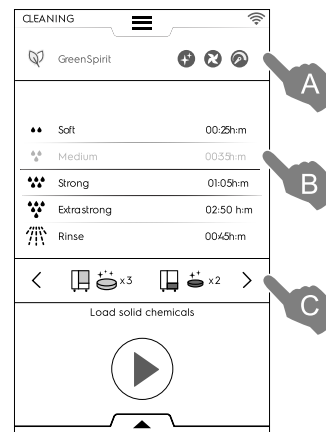 CLEANING
GreenSpirit
A
Soft 00:25h:m
Medium 00:35h:m
B
Strong 01:05h:m
Extrastrong 02:50 h:m
Rinse 00:45h:m
x3 x2
C
Load solid chemicals